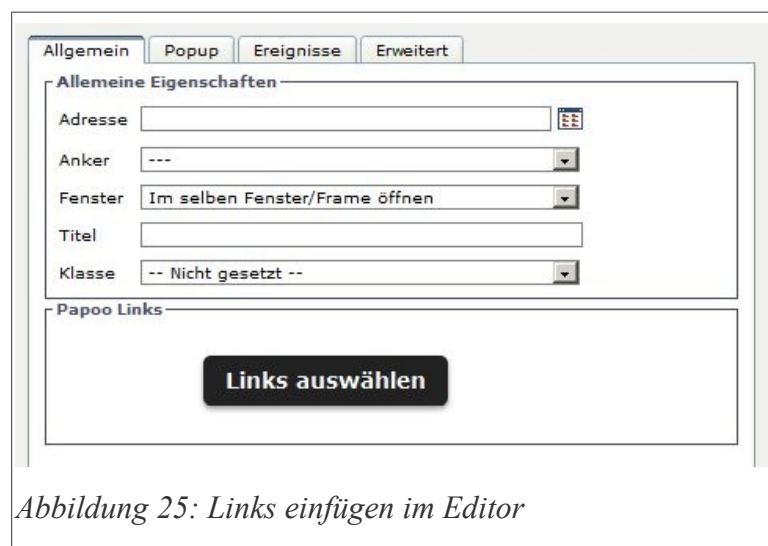 Allgemein Popup Ereignisse Erweitert
Allemeine Eigenschaften
Adresse
Anker ---
Fenster Im selben Fenster/Frame öffnen
Titel
Klasse -- Nicht gesetzt --
Papoo Links
Links auswählen
Abbildung 25: Links einfügen im Editor